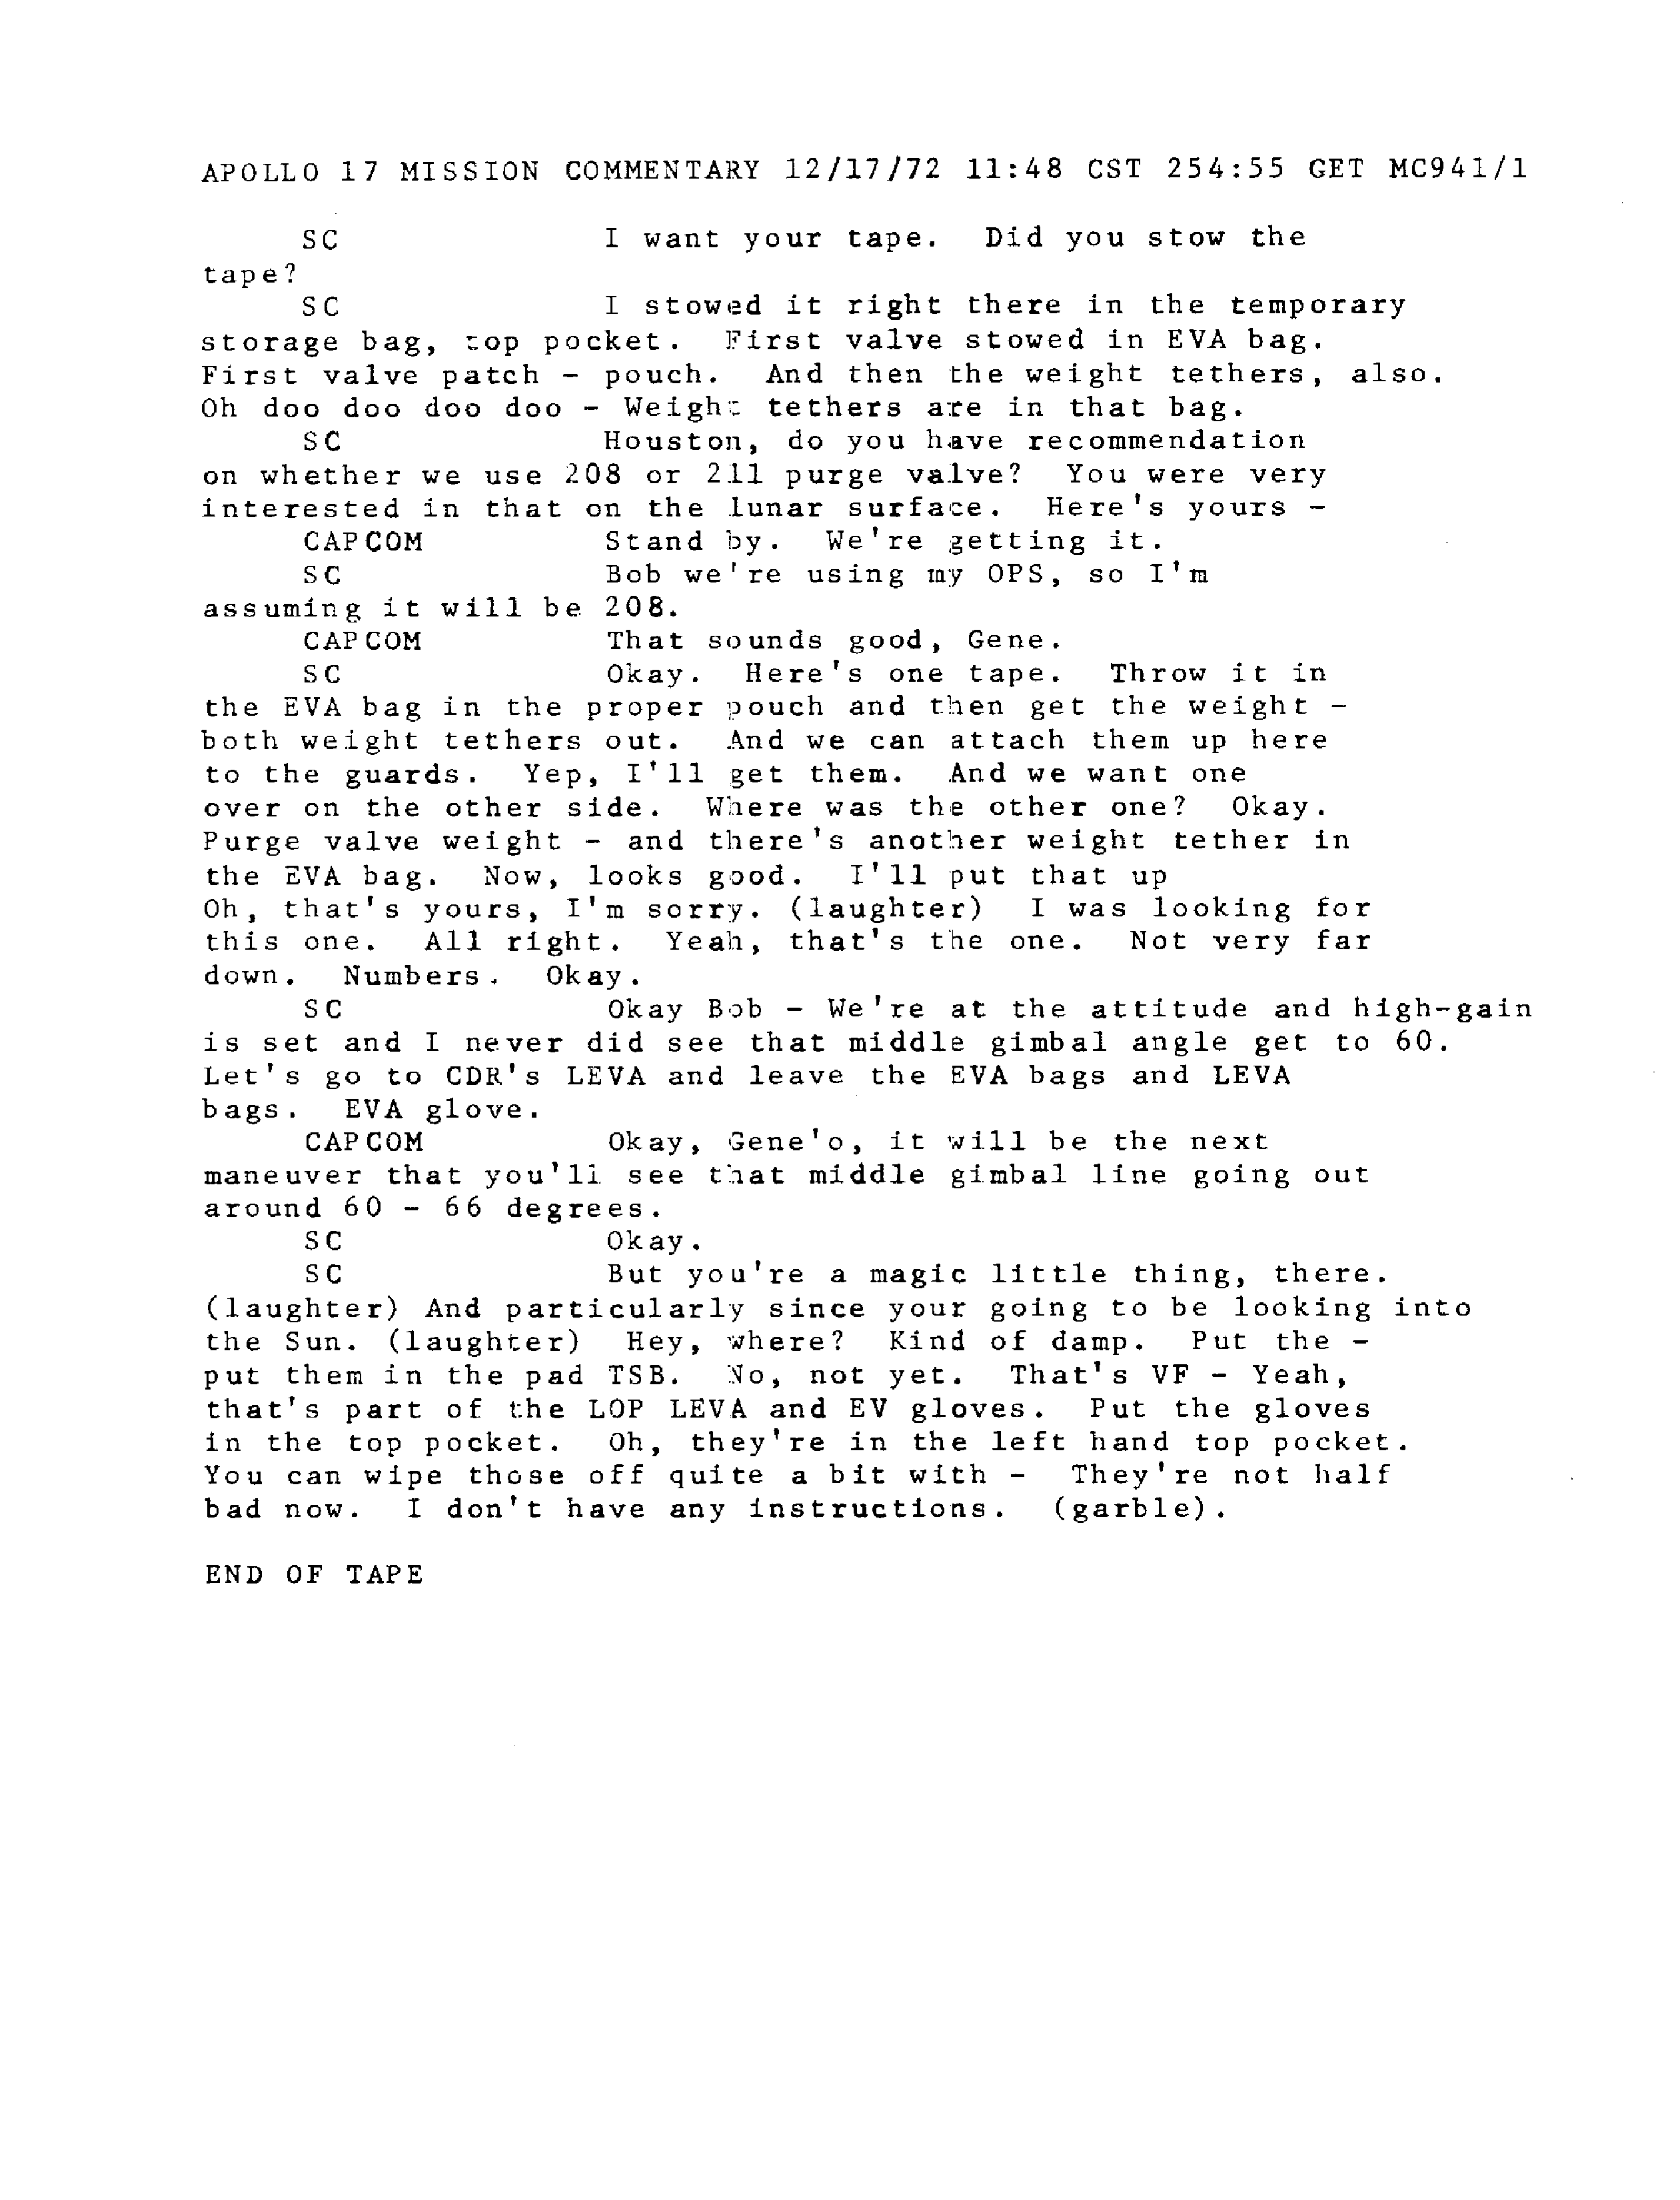 APOLLO 17 MISSION COMMENTARY 12/17/72 11:48 CST 254:55 GET MC941/1
SC I want your tape. Did you stow the
tape?
SC I stowed it right there in the temporary
storage bag, top pocket. First valve stowed in EVA bag.
First valve patch - pouch. And then the weight tethers, also.
Oh doo doo doo doo - Weight tethers are in that bag.
SC Houston, do you have recommendation
on whether we use 208 or 211 purge valve? You were very
interested in that on the lunar surface. Here's yours -
CAPCOM Stand by. We're getting it.
SC Bob we're using my OPS, so I'm
assuming it will be 208.
CAPCOM That sounds good, Gene.
SC Okay. Here's one tape. Throw it in
the EVA bag in the proper pouch and then get the weight -
both weight tethers out. And we can attach them up here
to the guards. Yep, I'll get them. And we want one
over on the other side. Where was the other one? Okay.
Purge valve weight - and there's another weight tether in
the EVA bag. Now, looks good. I'll put that up
Oh, that's yours, I'm sorry. (laughter) I was looking for
this one. All right. Yeah, that's the one. Not very far
down. Numbers. Okay.
SC Okay Bob - We're at the attitude and high-gain
is set and I never did see that middle gimbal angle get to 60.
Let's go to CDR's LEVA and leave the EVA bags and LEVA
bags. EVA glove.
CAPCOM Okay, Gene'o, it will be the next
maneuver that you'll see that middle gimbal line going out
around 60 - 66 degrees.
SC Okay.
SC But you're a magic little thing, there.
(laughter) And particularly since your going to be looking into
the Sun. (laughter) Hey, where? Kind of damp. Put the -
put them in the pad TSB. No, not yet. That's VF - Yeah,
that's part of the LOP LEVA and EV gloves. Put the gloves
in the top pocket. Oh, they're in the left hand top pocket.
You can wipe those off quite a bit with - They're not half
bad now. I don't have any instructions. (garble).
END OF TAPE